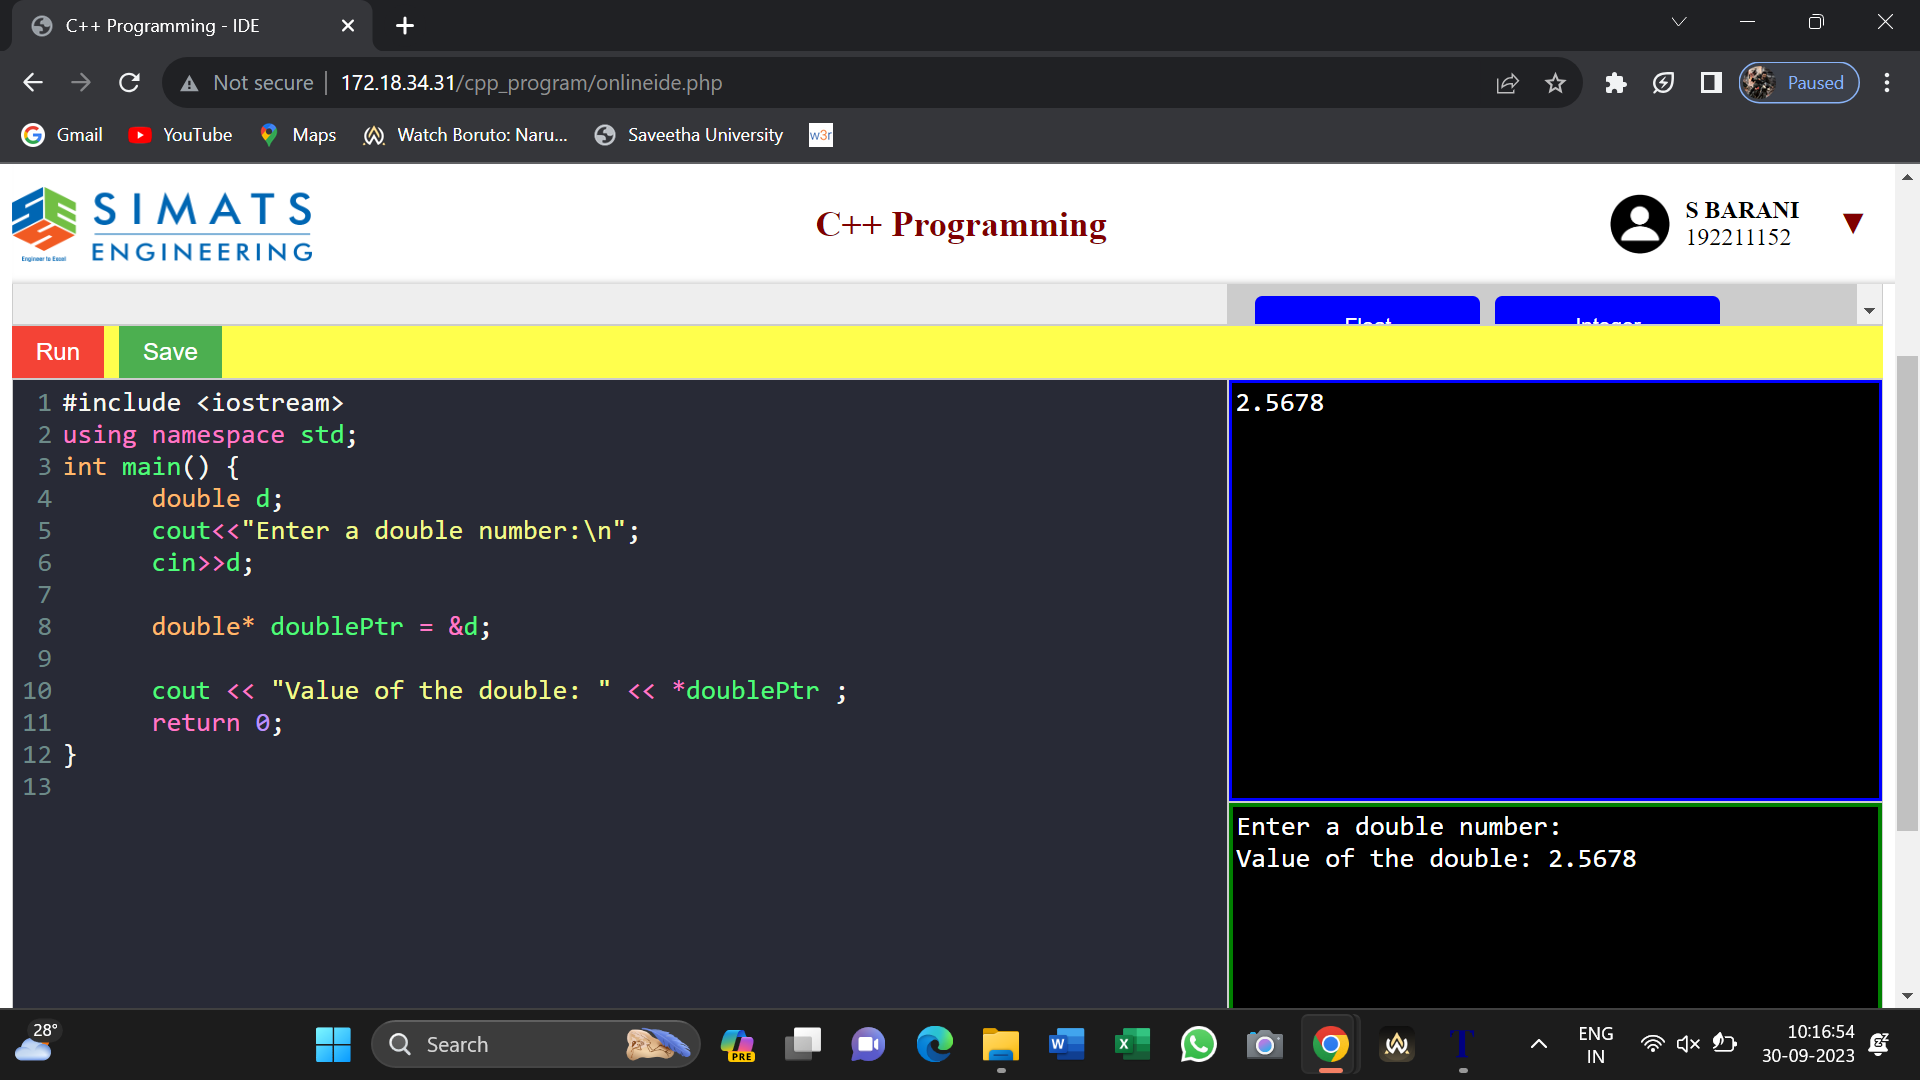 C++ Programming - IDE
Not secure 172.18.34.31/cpp_program/onlineide.php
Paused
Gmail YouTube Maps Watch Boruto: Naru... Saveetha University w3r
SIMATS
ENGINEERING
Engineer to Excel
C++ Programming
S BARANI
192211152
Float Integer
Run Save
1 #include <iostream>
2 using namespace std;
3 int main() {
4 double d;
5 cout<<"Enter a double number:\n";
6 cin>>d;
7
8 double* doublePtr = &d;
9
10 cout << "Value of the double: " << *doublePtr ;
11 return 0;
12 }
13
2.5678
Enter a double number:
Value of the double: 2.5678
28°
Search
PRE
ENG
IN
10:16:54
30-09-2023